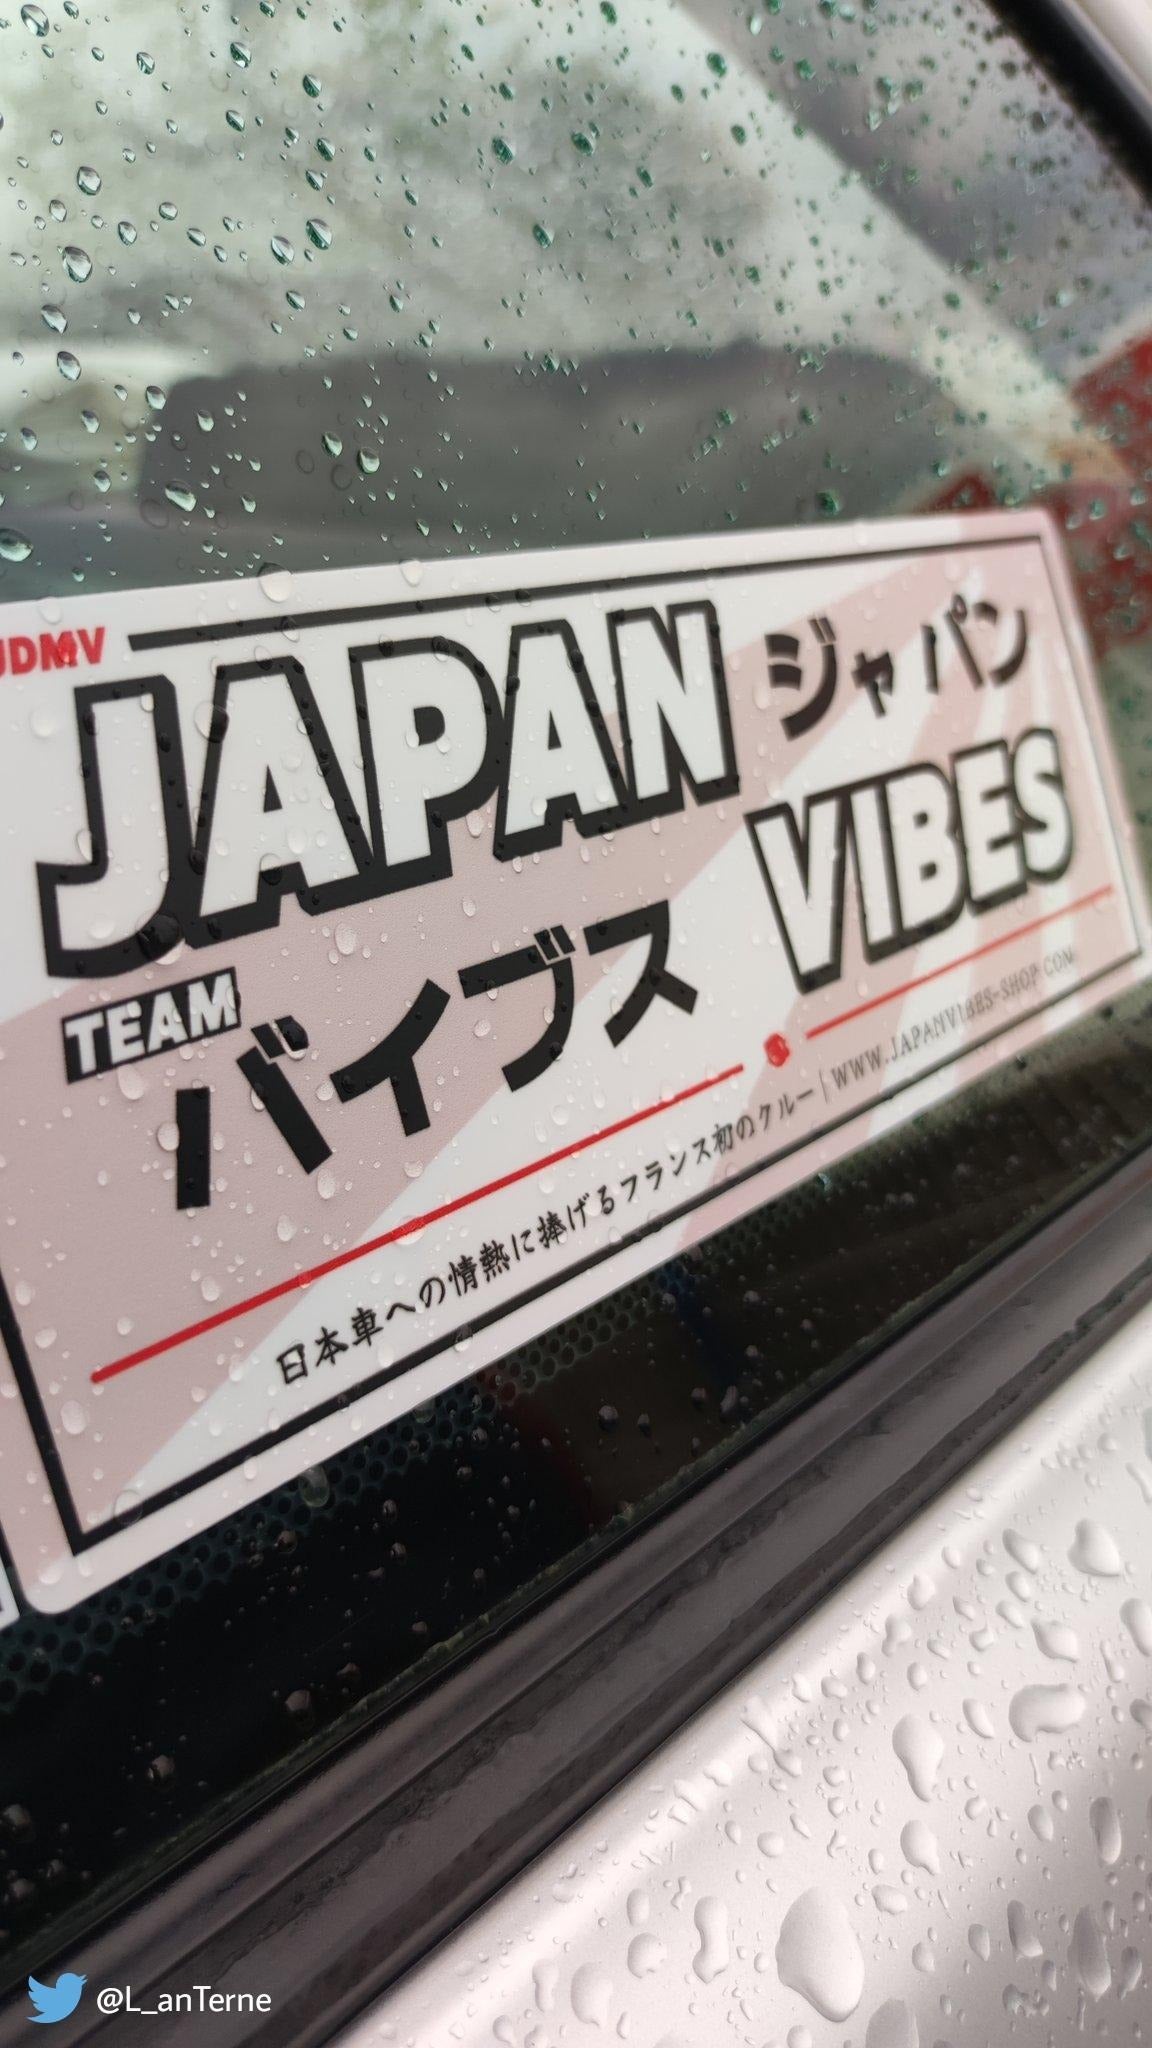 JDMV
JAPAN ジャパン
TEAM バイブス VIBES
日本車への情熱に捧げるフランス初のクルー | WWW.JAPANVIBES-SHOP.COM
@L_anTerne